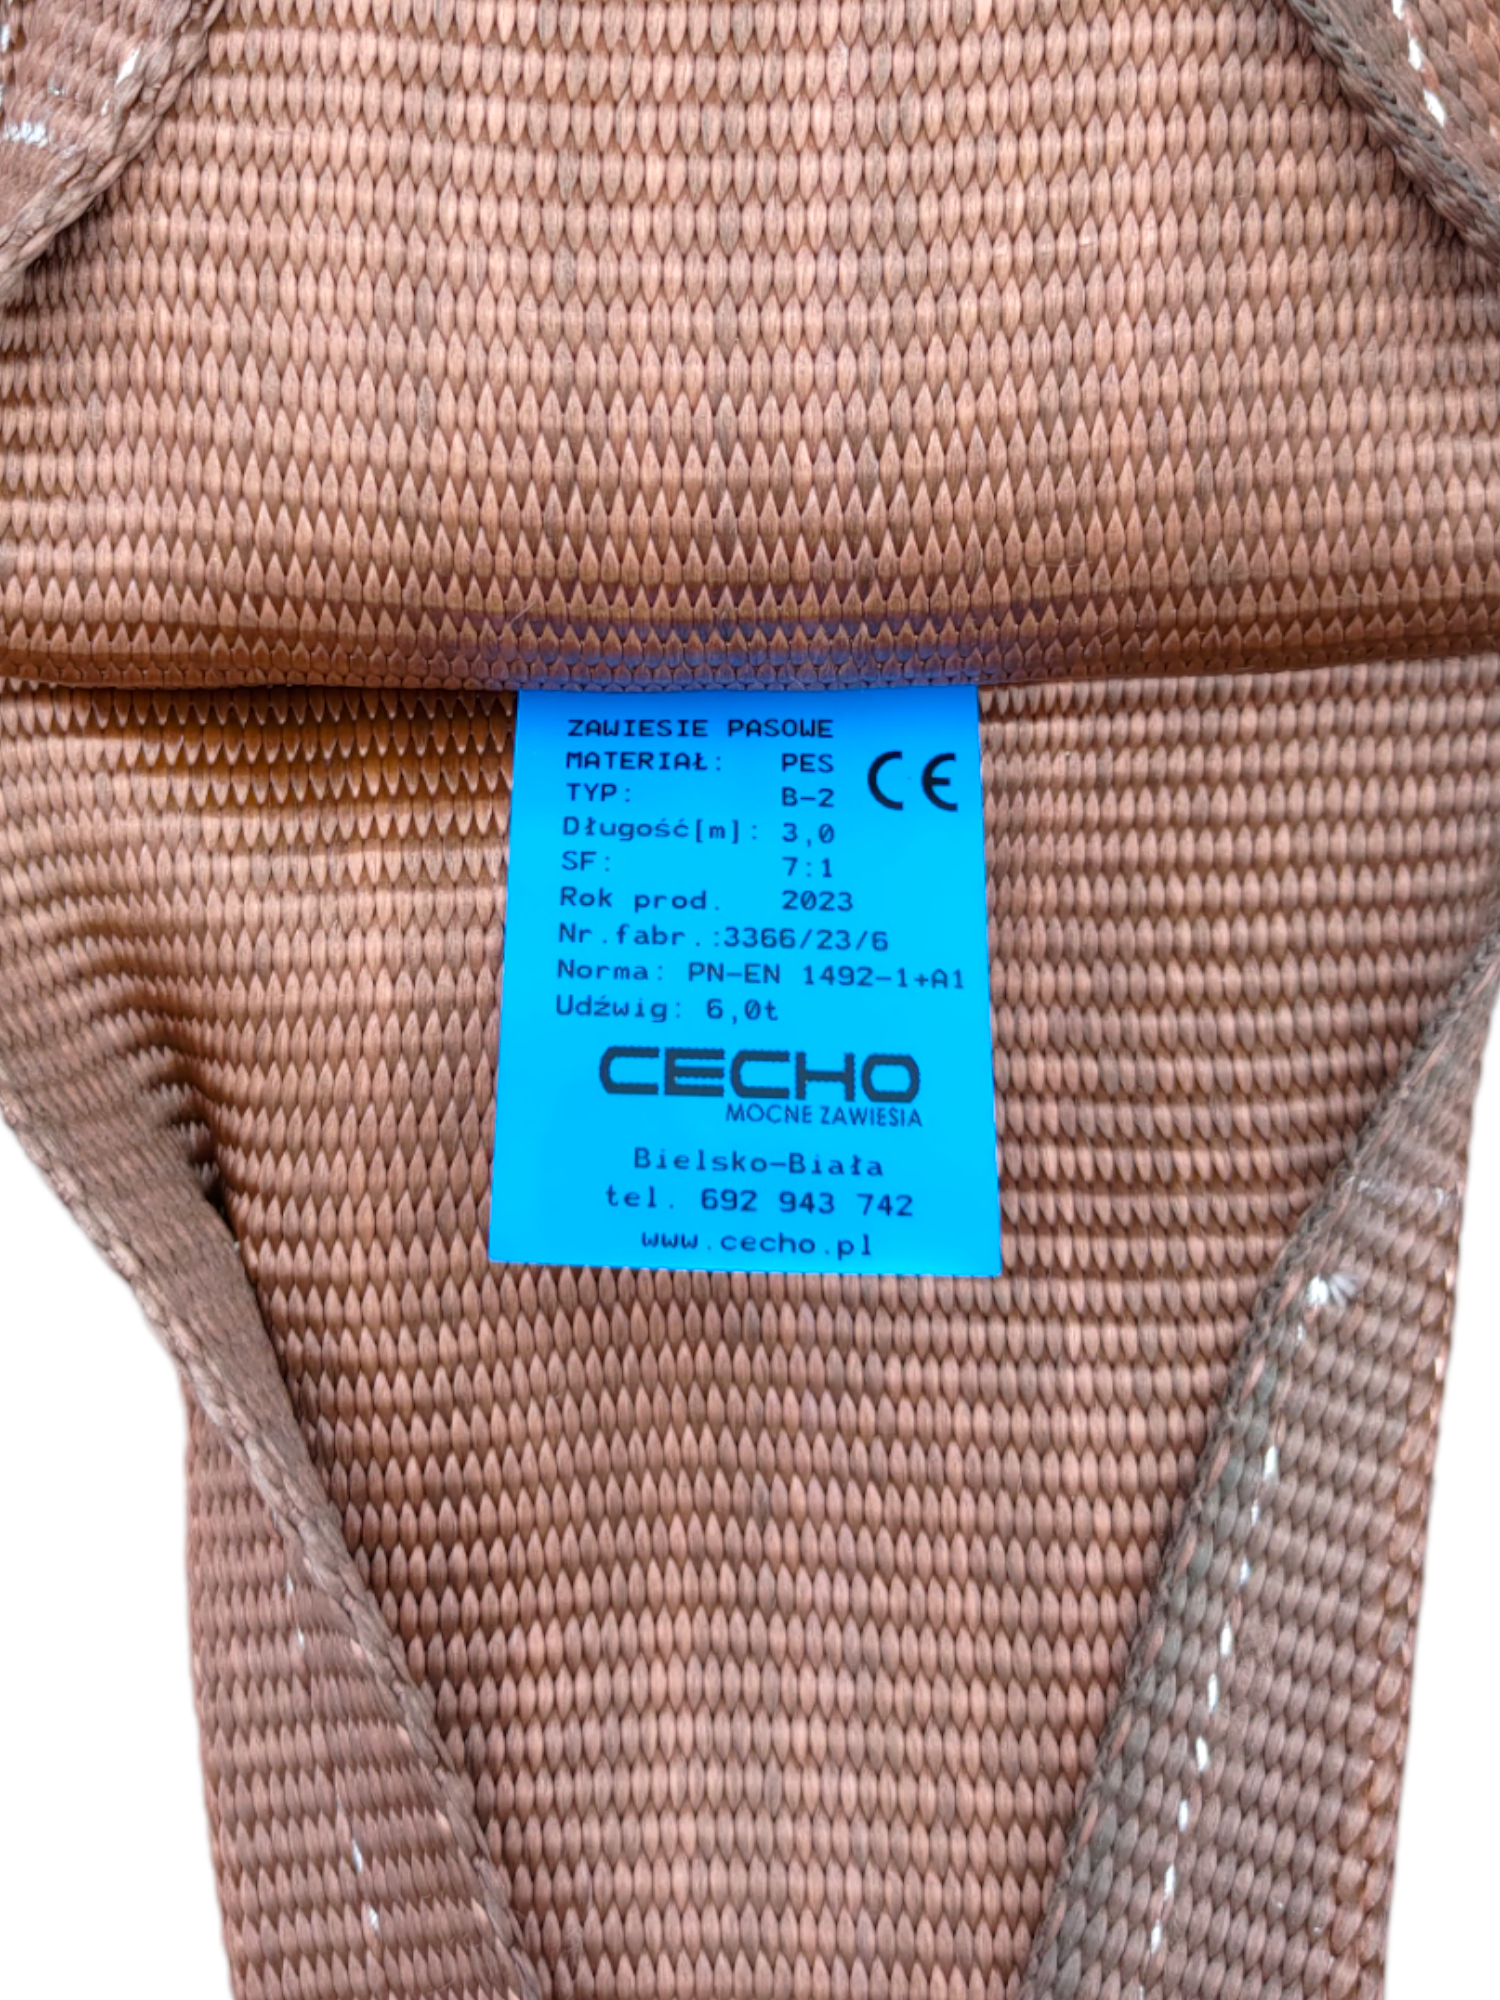 ZAWIESIE PASOWE
MATERIAŁ: PES
TYP: B-2
CE
Długość[m]: 3,0
SF: 7:1
Rok prod. 2023
Nr.fabr.:3366/23/6
Norma: PN-EN 1492-1+A1
Udźwig: 6,0t
CECHO
MOCNE ZAWIESIA
Bielsko-Biała
tel. 692 943 742
www.cecho.pl